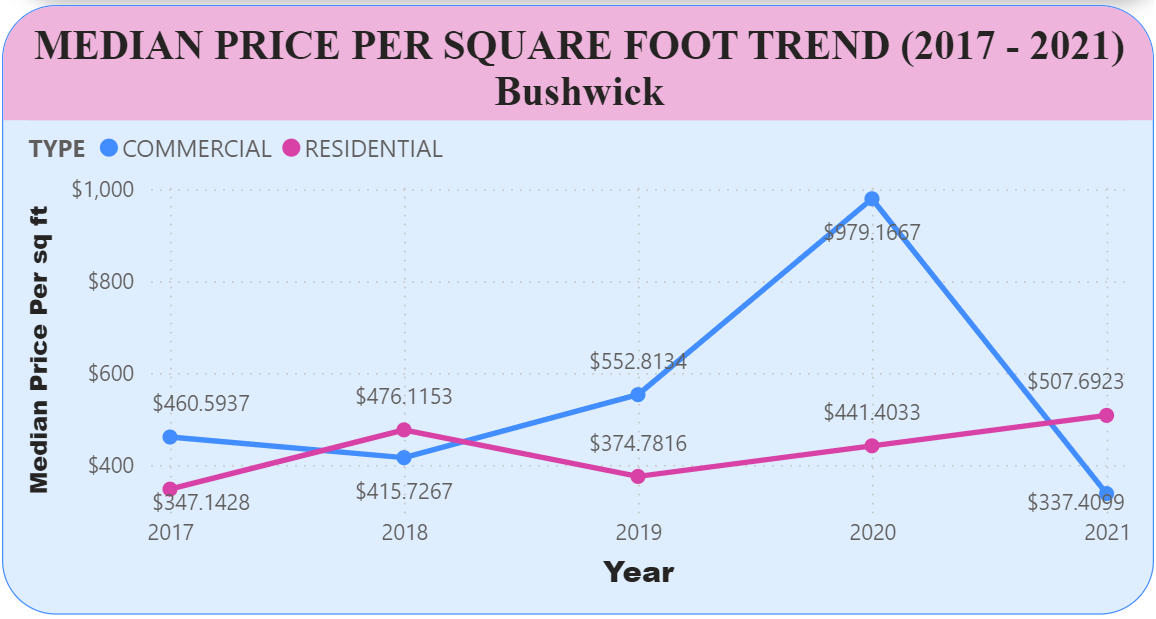 MEDIAN PRICE PER SQUARE FOOT TREND (2017 - 2021)
Bushwick
TYPE COMMERCIAL RESIDENTIAL
Median Price Per sq ft
$1,000
$800
$600
$400
$460.5937
$347.1428
$476.1153
$415.7267
$552.8134
$374.7816
$979.1667
$441.4033
$507.6923
$337.4099
2017 2018 2019 2020 2021
Year